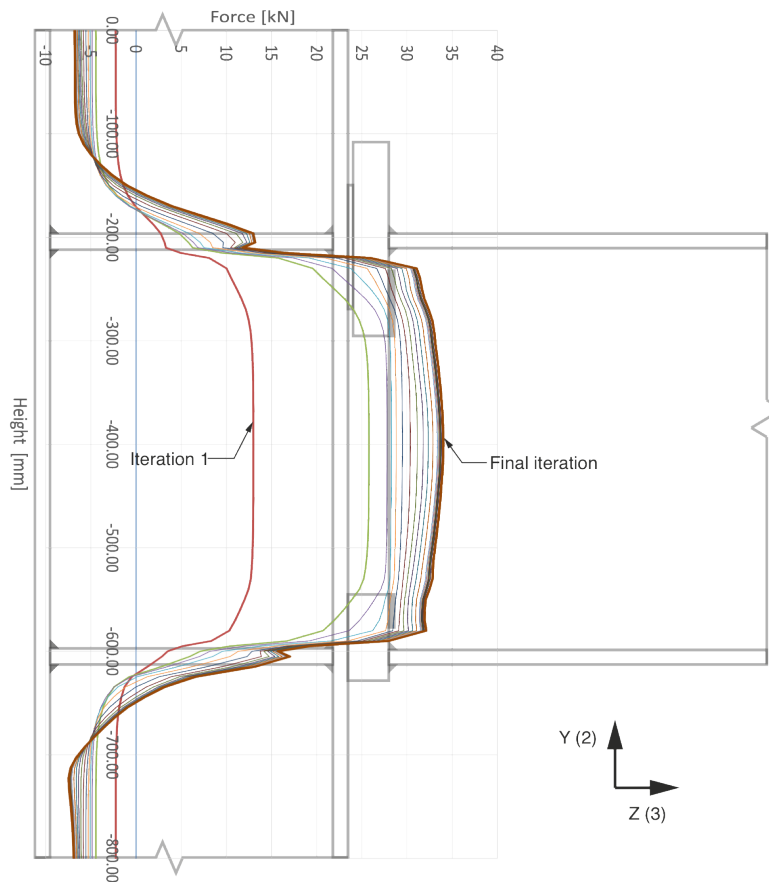 Force [kN]
-10 -5 0 5 10 15 20 25 30 35 40
0.00
-100.00
-200.00
-300.00
-400.00
-500.00
-600.00
-700.00
-800.00
Height [mm]
Iteration 1
Final iteration
Y (2)
Z (3)